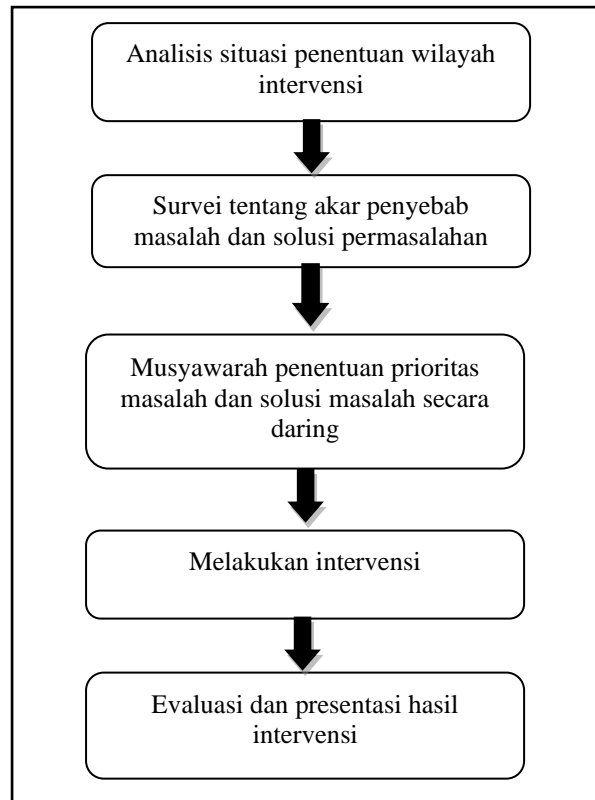 Analisis situasi penentuan wilayah
intervensi
Survei tentang akar penyebab
masalah dan solusi permasalahan
Musyawarah penentuan prioritas
masalah dan solusi masalah secara
daring
Melakukan intervensi
Evaluasi dan presentasi hasil
intervensi